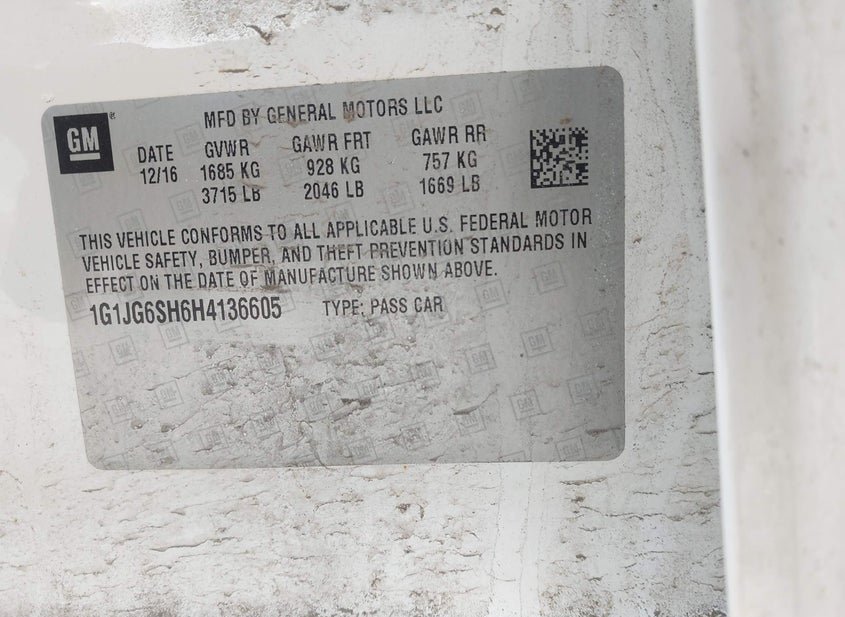 GM
MFD BY GENERAL MOTORS LLC
DATE GVWR GAWR FRT GAWR RR
12/16 1685 KG 928 KG 757 KG
3715 LB 2046 LB 1669 LB
THIS VEHICLE CONFORMS TO ALL APPLICABLE U.S. FEDERAL MOTOR
VEHICLE SAFETY, BUMPER, AND THEFT PREVENTION STANDARDS IN
EFFECT ON THE DATE OF MANUFACTURE SHOWN ABOVE.
1G1JG6SH6H4136605 TYPE: PASS CAR